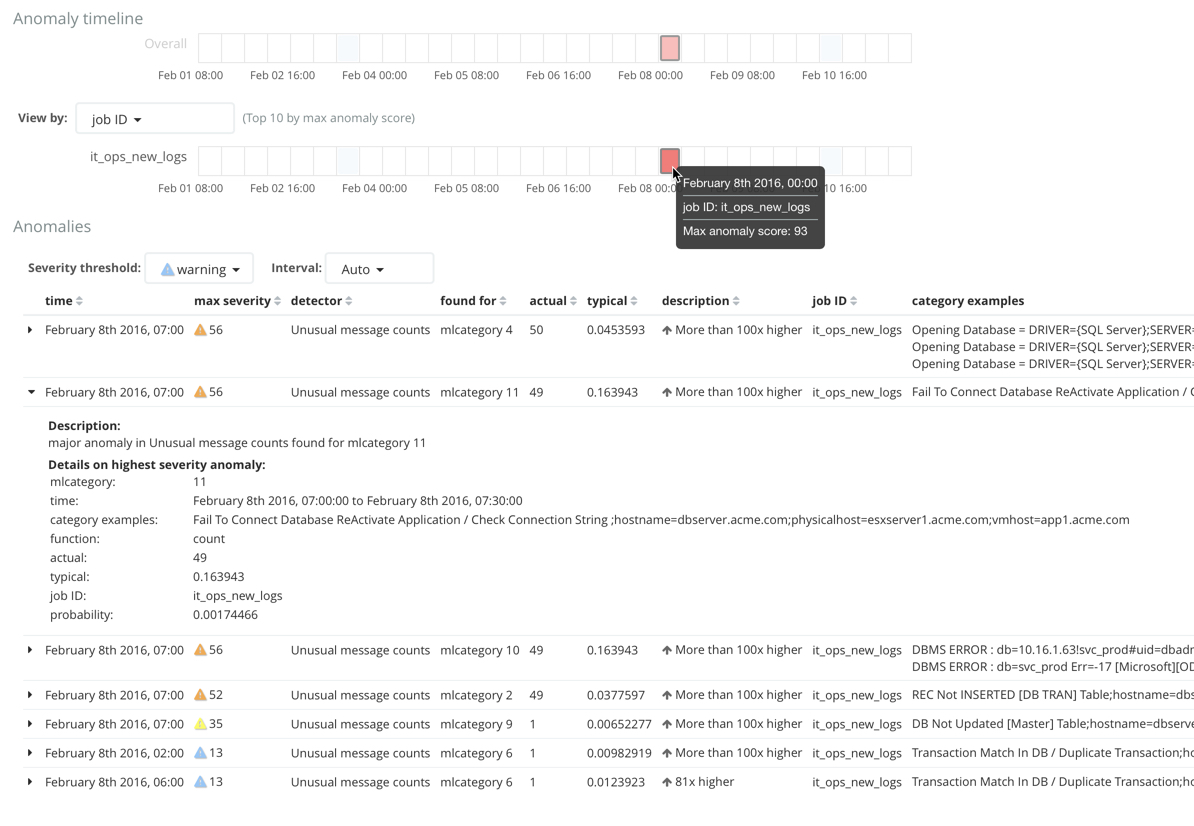 Anomaly timeline
Overall
Feb 01 08:00 Feb 02 16:00 Feb 04 00:00 Feb 05 08:00 Feb 06 16:00 Feb 08 00:00 Feb 09 08:00 Feb 10 16:00
View by: job ID (Top 10 by max anomaly score)
it_ops_new_logs
Feb 01 08:00 Feb 02 16:00 Feb 04 00:00 Feb 05 08:00 Feb 06 16:00 Feb 08 00:0 10 16:00
February 8th 2016, 00:00
job ID: it_ops_new_logs
Max anomaly score: 93
Anomalies
Severity threshold: warning Interval: Auto
time max severity detector found for actual typical description job ID category examples
February 8th 2016, 07:00 56 Unusual message counts mlcategory 4 50 0.0453593 More than 100x higher it_ops_new_logs Opening Database = DRIVER={SQL Server};SERVER=
Opening Database = DRIVER={SQL Server};SERVER=
Opening Database = DRIVER={SQL Server};SERVER=
February 8th 2016, 07:00 56 Unusual message counts mlcategory 11 49 0.163943 More than 100x higher it_ops_new_logs Fail To Connect Database ReActivate Application /
Description:
major anomaly in Unusual message counts found for mlcategory 11
Details on highest severity anomaly:
mlcategory: 11
time: February 8th 2016, 07:00:00 to February 8th 2016, 07:30:00
category examples: Fail To Connect Database ReActivate Application / Check Connection String ;hostname=dbserver.acme.com;physicalhost=esxserver1.acme.com;vmhost=app1.acme.com
function: count
actual: 49
typical: 0.163943
job ID: it_ops_new_logs
probability: 0.00174466
February 8th 2016, 07:00 56 Unusual message counts mlcategory 10 49 0.163943 More than 100x higher it_ops_new_logs DBMS ERROR : db=10.16.1.63!svc_prod#uid=dbadr
DBMS ERROR : db=svc_prod Err=-17 [Microsoft][OD
February 8th 2016, 07:00 52 Unusual message counts mlcategory 2 49 0.0377597 More than 100x higher it_ops_new_logs REC Not INSERTED [DB TRAN] Table;hostname=dbs
February 8th 2016, 07:00 35 Unusual message counts mlcategory 9 1 0.00652277 More than 100x higher it_ops_new_logs DB Not Updated [Master] Table;hostname=dbserve
February 8th 2016, 02:00 13 Unusual message counts mlcategory 6 1 0.00982919 More than 100x higher it_ops_new_logs Transaction Match In DB / Duplicate Transaction;ho
February 8th 2016, 06:00 13 Unusual message counts mlcategory 6 1 0.0123923 81x higher it_ops_new_logs Transaction Match In DB / Duplicate Transaction;ho